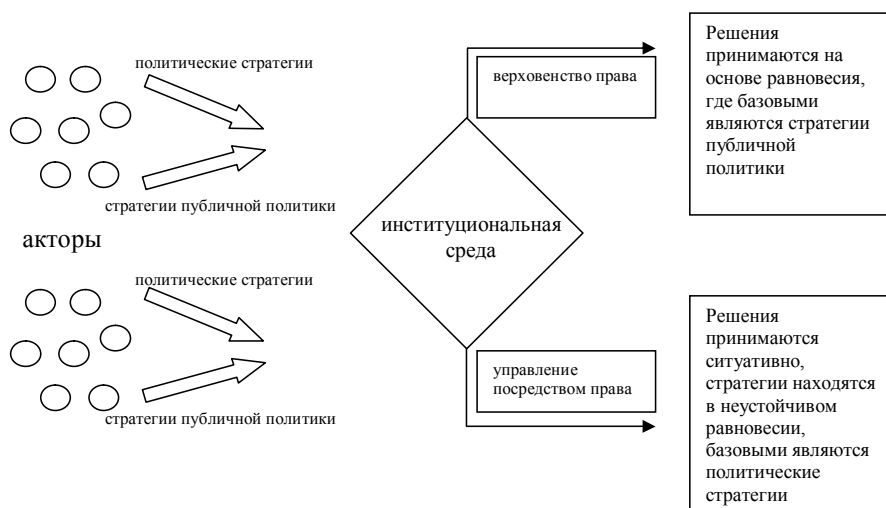 политические стратегии
стратегии публичной политики
акторы
политические стратегии
стратегии публичной политики
институциональная
среда
верховенство права
управление
посредством права
Решения
принимаются на
основе равновесия,
где базовыми
являются стратегии
публичной
политики
Решения
принимаются
ситуативно,
стратегии находятся
в неустойчивом
равновесии,
базовыми являются
политические
стратегии